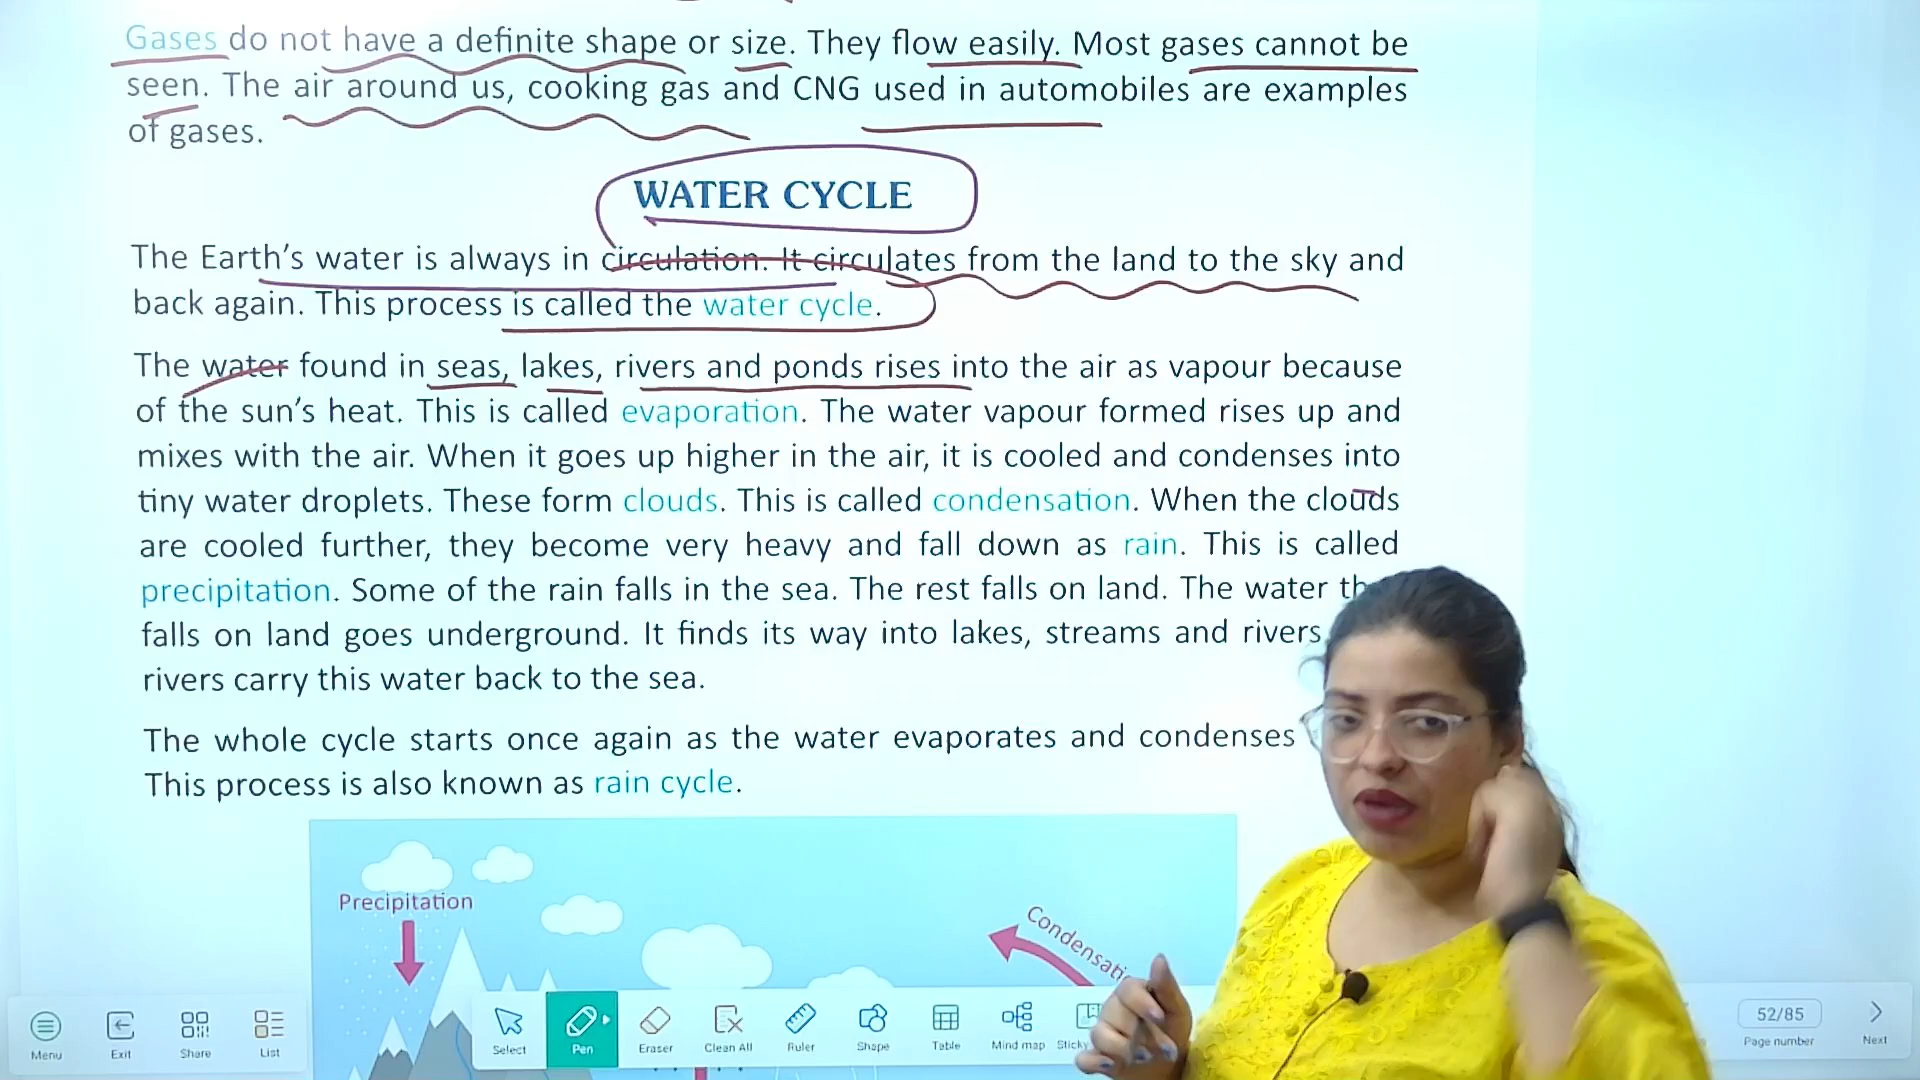 Gases do not have a definite shape or size. They flow easily. Most gases cannot be
seen. The air around us, cooking gas and CNG used in automobiles are examples
of gases.
WATER CYCLE
The Earth's water is always in circulation. It circulates from the land to the sky and
back again. This process is called the water cycle.
The water found in seas, lakes, rivers and ponds rises into the air as vapour because
of the sun's heat. This is called evaporation. The water vapour formed rises up and
mixes with the air. When it goes up higher in the air, it is cooled and condenses into
tiny water droplets. These form clouds. This is called condensation. When the clouds
are cooled further, they become very heavy and fall down as rain. This is called
precipitation. Some of the rain falls in the sea. The rest falls on land. The water
falls on land goes underground. It finds its way into lakes, streams and rivers
rivers carry this water back to the sea.
The whole cycle starts once again as the water evaporates and condenses
This process is also known as rain cycle.
Precipitation
Menu
Exit
Share
List
Select
Pen
Eraser
Clean All
Ruler
Shape
Table
Mind map
Sticky
52/85
Page number
Next